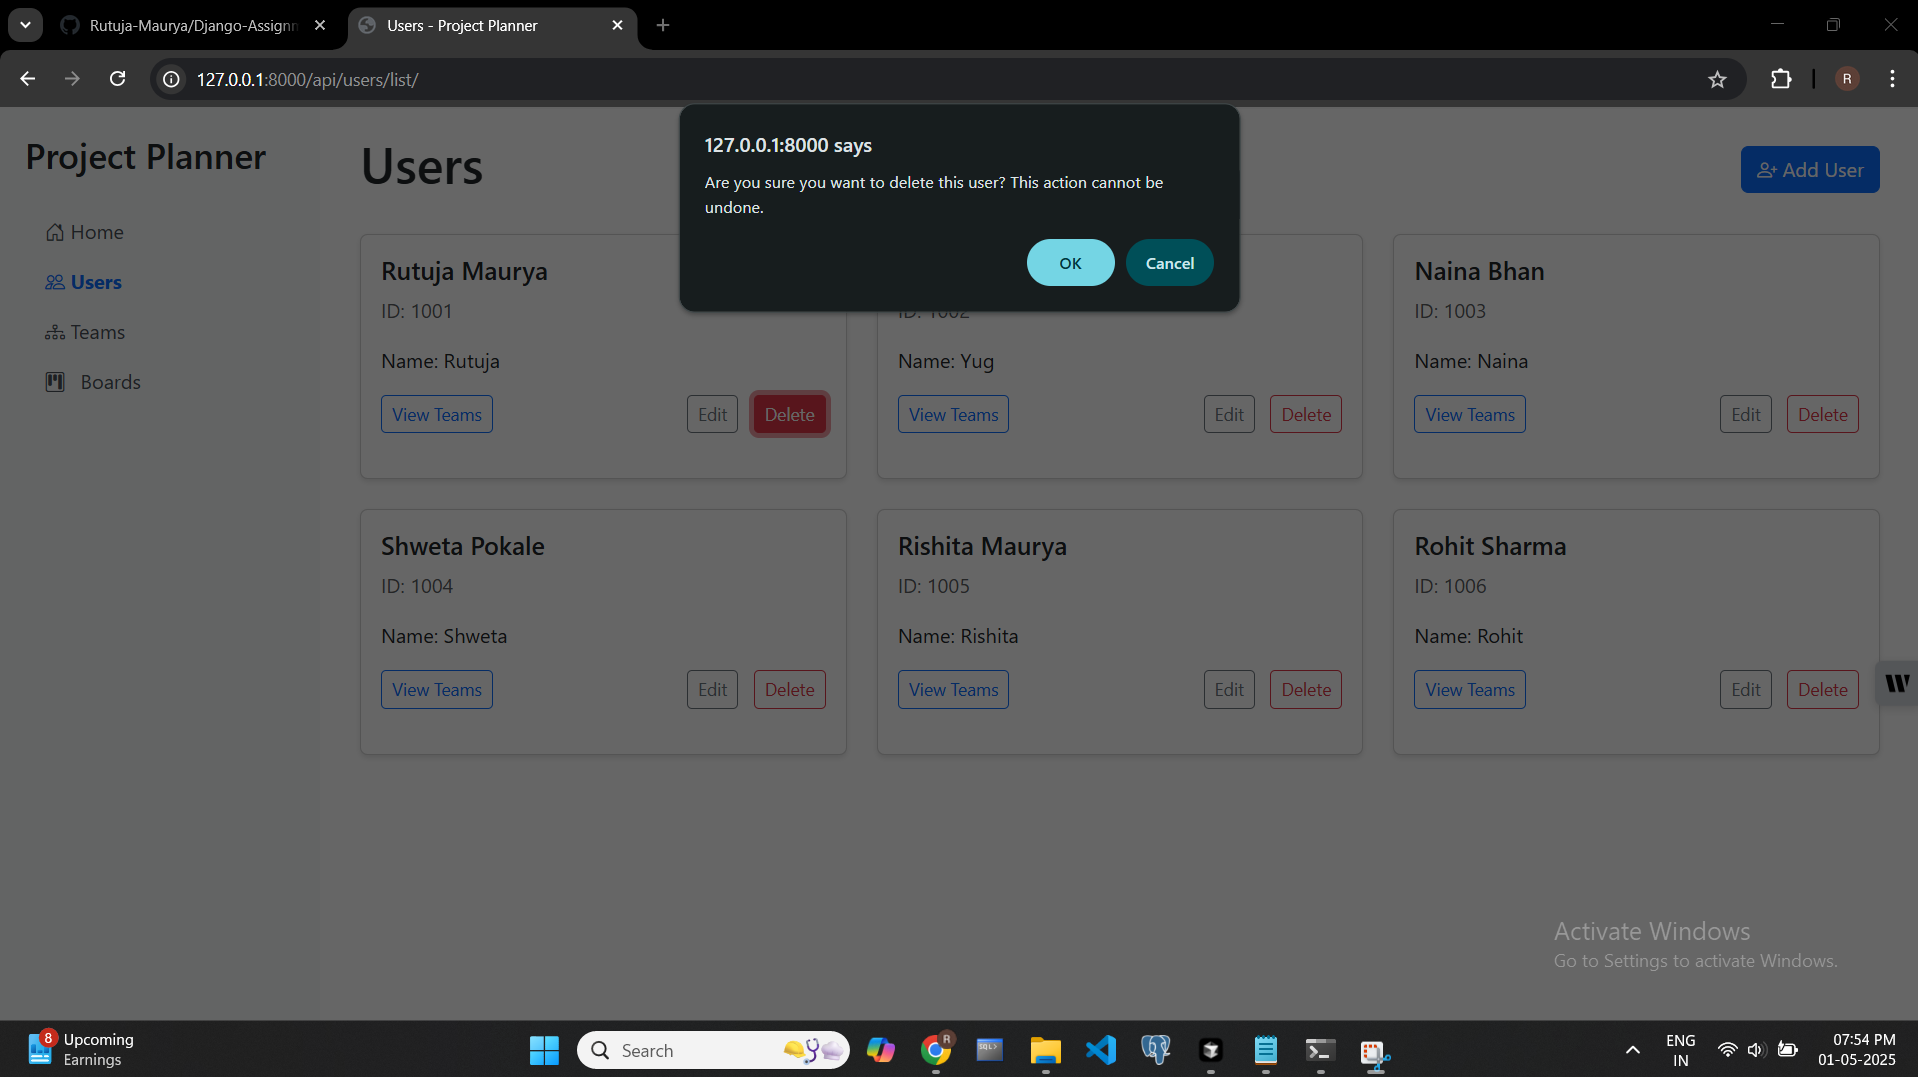 Rutuja-Maurya/Django-Assignm
Users - Project Planner
127.0.0.1:8000/api/users/list/
R
127.0.0.1:8000 says
Are you sure you want to delete this user? This action cannot be
undone.
OK
Cancel
Project Planner
Home
Users
Teams
Boards
Users
Add User
Rutuja Maurya
ID: 1001
Name: Rutuja
View Teams
Edit
Delete
ID: 1002
Name: Yug
View Teams
Edit
Delete
Naina Bhan
ID: 1003
Name: Naina
View Teams
Edit
Delete
Shweta Pokale
ID: 1004
Name: Shweta
View Teams
Edit
Delete
Rishita Maurya
ID: 1005
Name: Rishita
View Teams
Edit
Delete
Rohit Sharma
ID: 1006
Name: Rohit
View Teams
Edit
Delete
W
Activate Windows
Go to Settings to activate Windows.
8
Upcoming
Earnings
Search
R
SQL>
ENG
IN
07:54 PM
01-05-2025